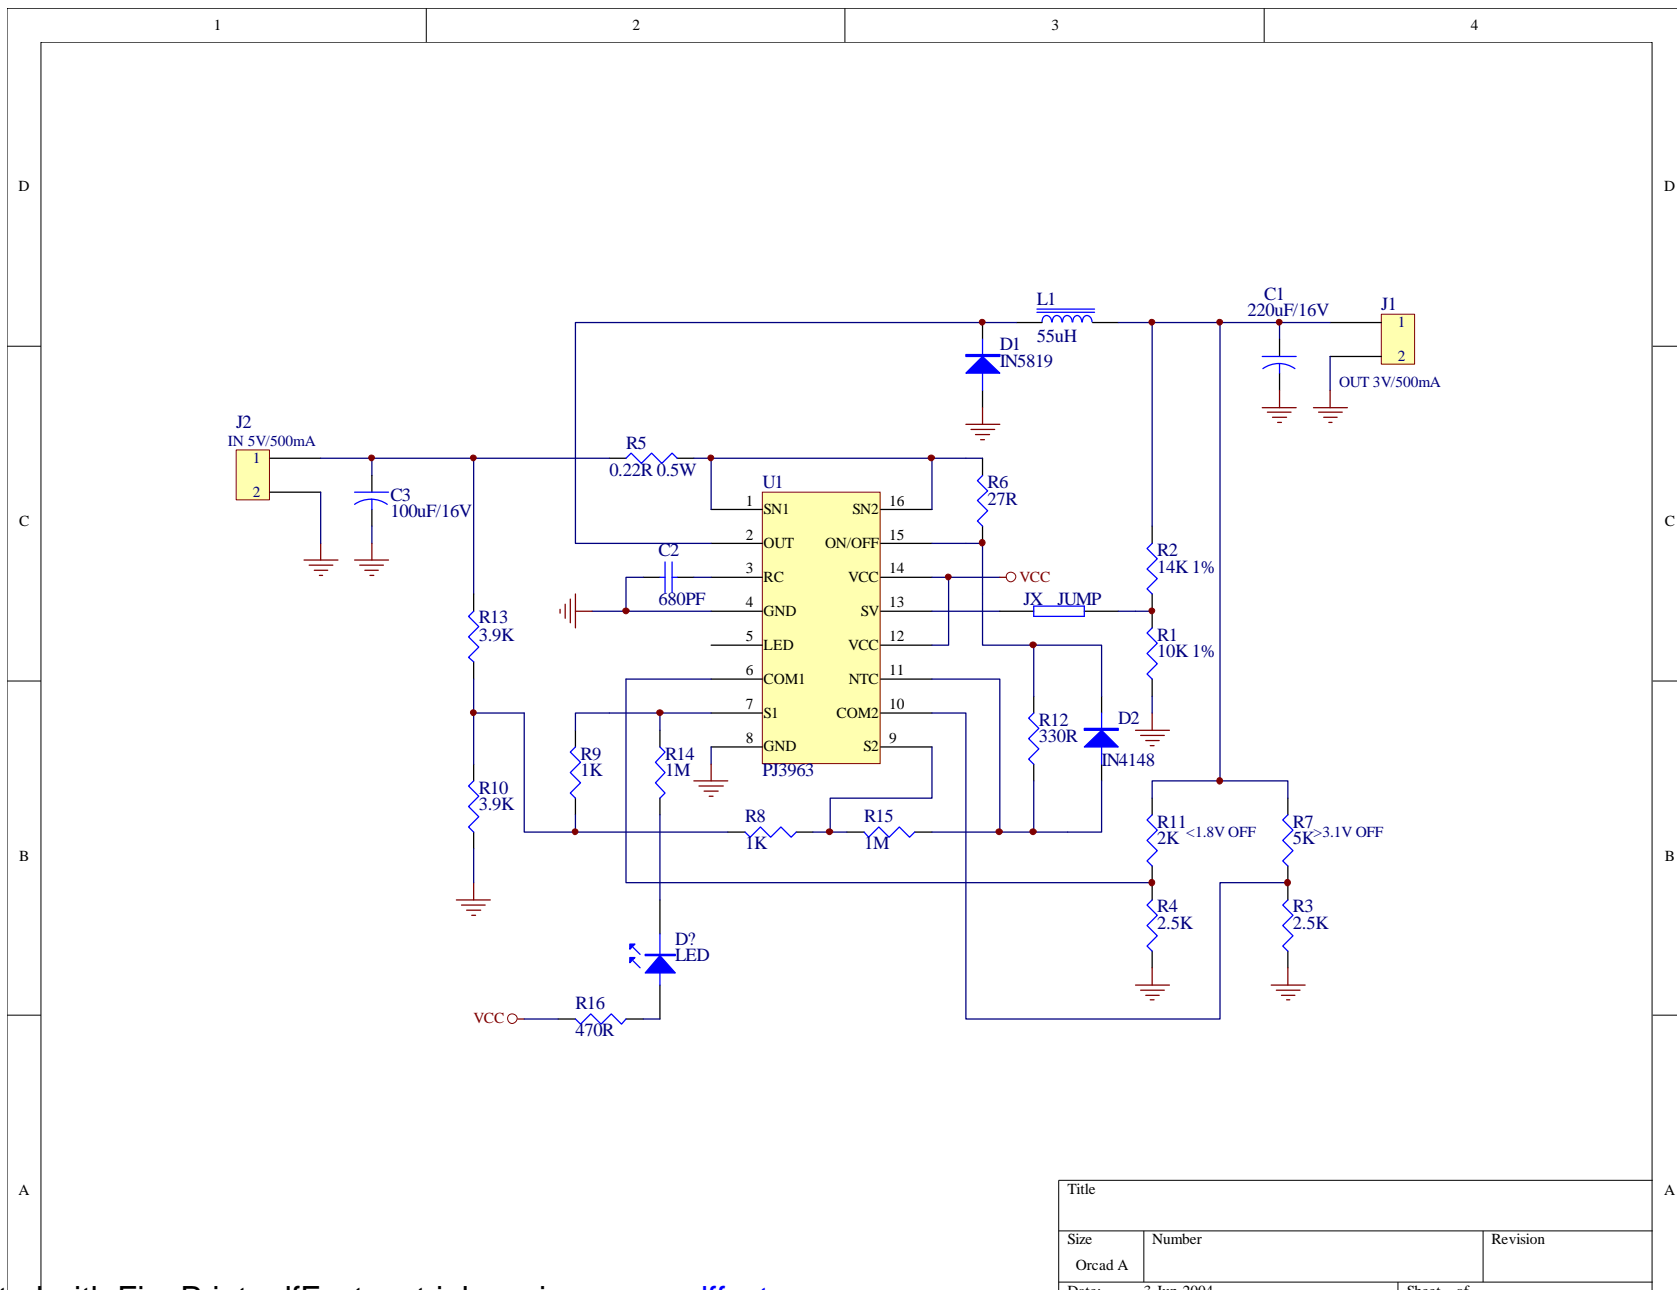 1 2 3 4
D D
L1
55uH
C1
220uF/16V
J1
1
2
OUT 3V/500mA
D1
IN5819
J2
IN 5V/500mA
1
2
C3
100uF/16V
R5
0.22R 0.5W
U1
1 SN1
2 OUT
3 RC
4 GND
5 LED
6 COM1
7 S1
8 GND
SN2 16
ON/OFF 15
VCC 14
SV 13
VCC 12
NTC 11
COM2 10
S2 9
PJ3963
R6
27R
C C
C2
680PF
VCC
JX JUMP
R2
14K 1%
R1
10K 1%
R13
3.9K
R10
3.9K
R9
1K
R14
1M
R12
330R
D2
IN4148
R8
1K
R15
1M
R11
2K <1.8V OFF
R7
5K >3.1V OFF
B B
R4
2.5K
R3
2.5K
D?
LED
VCC
R16
470R
A A
Title
Size
Number
Revision
Orcad A